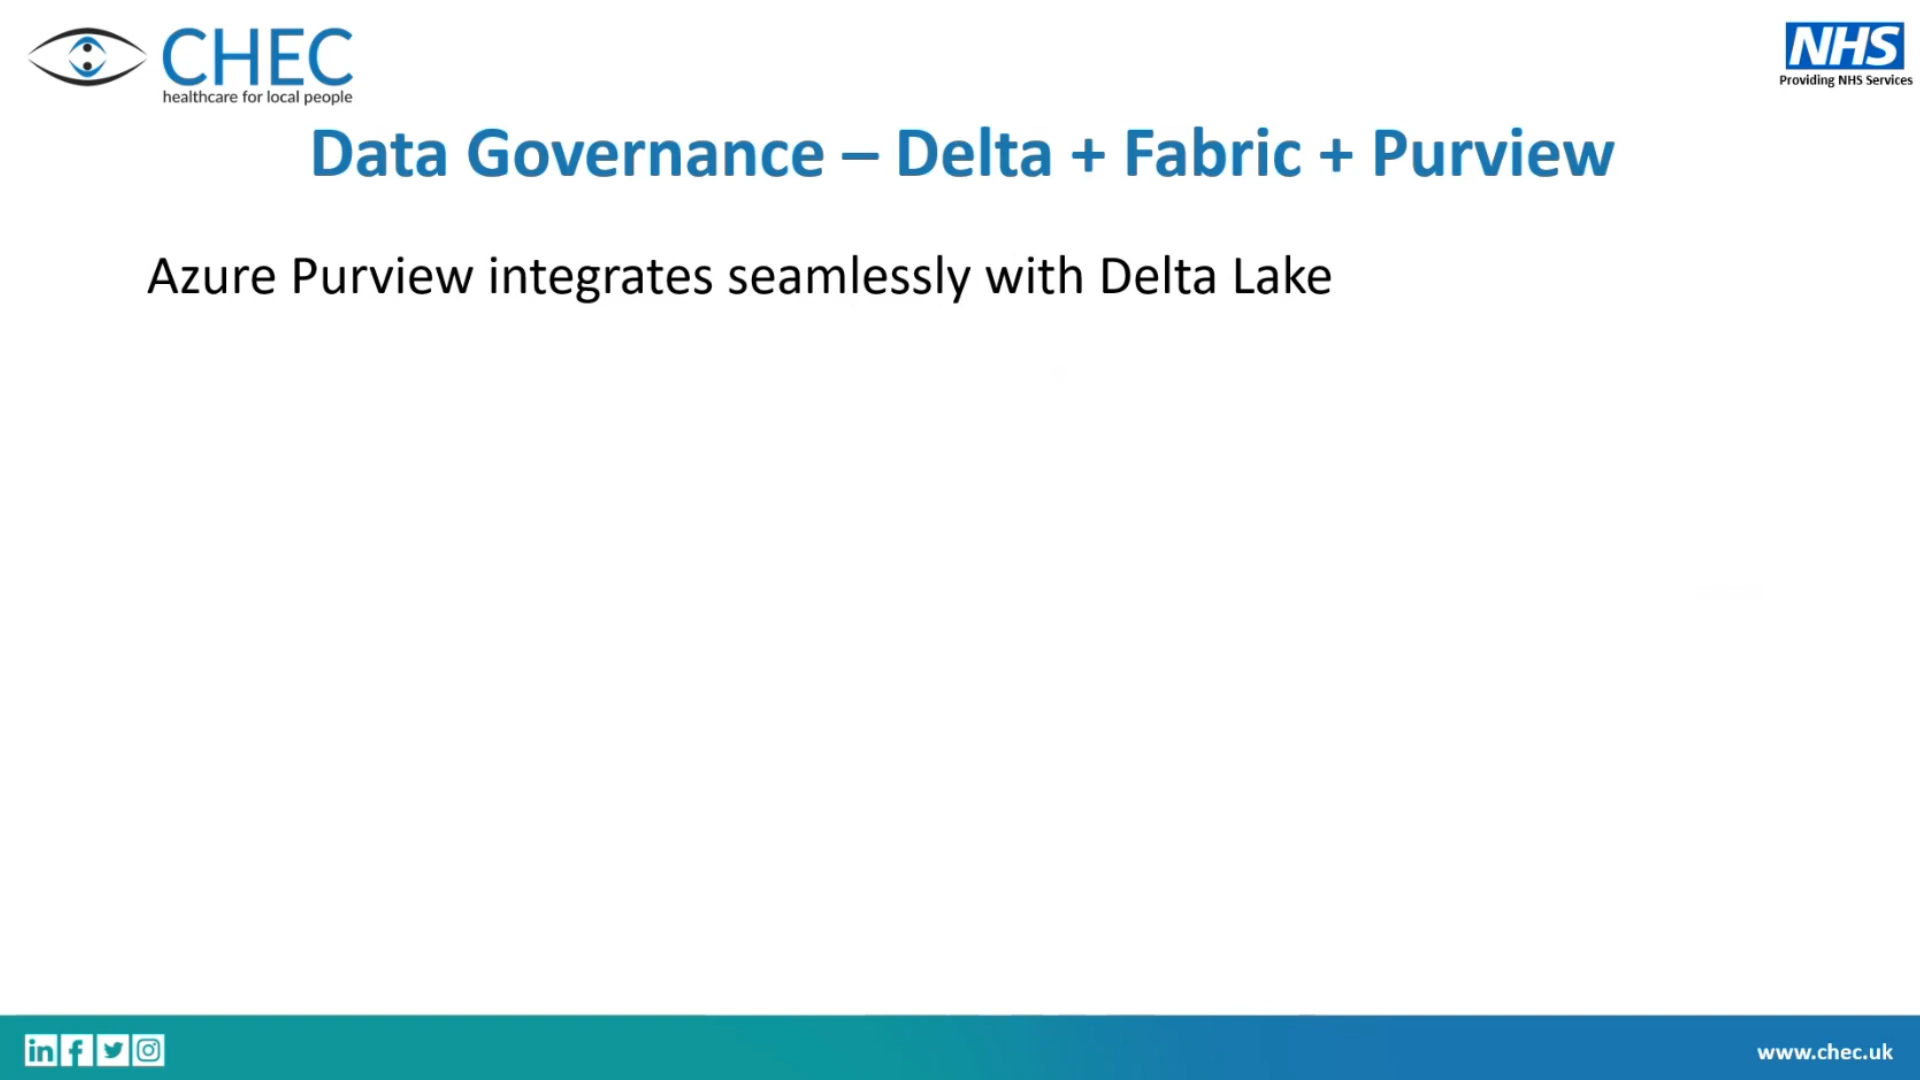 CHEC
healthcare for local people
NHS
Providing NHS Services
Data Governance – Delta + Fabric + Purview
Azure Purview integrates seamlessly with Delta Lake
in f
www.chec.uk